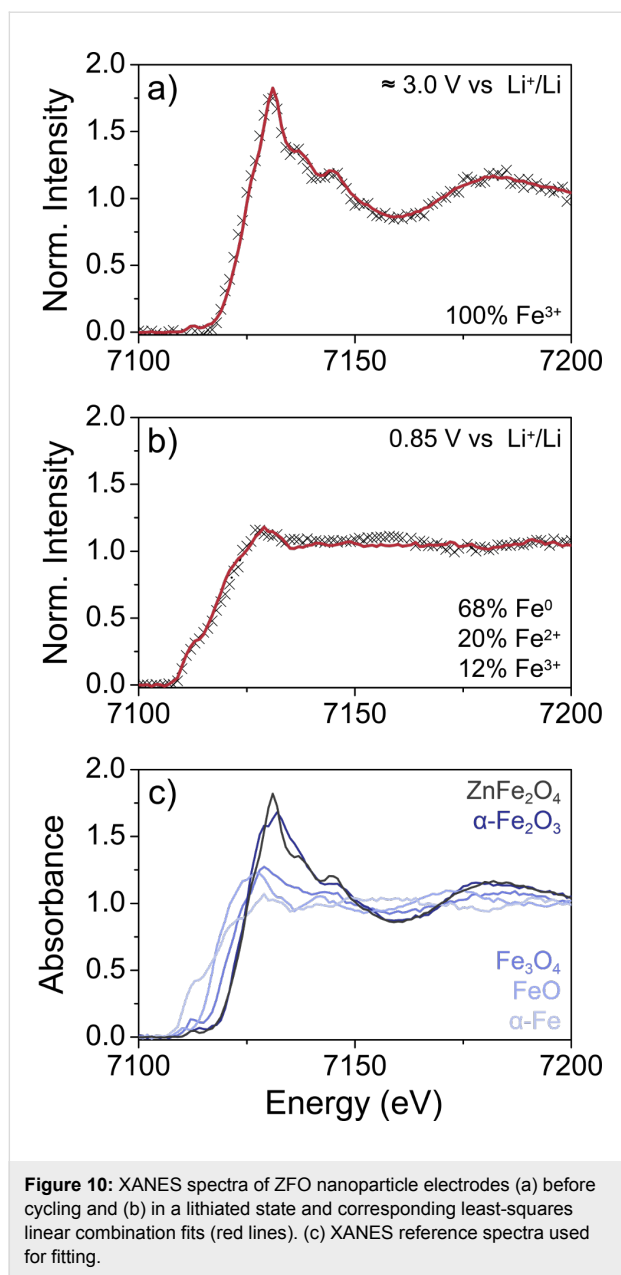 a)
≈ 3.0 V vs Li⁺/Li
Norm. Intensity
2.0
1.5
1.0
0.5
0.0
100% Fe³⁺
7100 7150 7200
b)
0.85 V vs Li⁺/Li
Norm. Intensity
2.0
1.5
1.0
0.5
0.0
68% Fe⁰
20% Fe²⁺
12% Fe³⁺
7100 7150 7200
c)
ZnFe₂O₄
α-Fe₂O₃
Absorbance
2.0
1.5
1.0
0.5
0.0
Fe₃O₄
FeO
α-Fe
7100 7150 7200
Energy (eV)
Figure 10: XANES spectra of ZFO nanoparticle electrodes (a) before
cycling and (b) in a lithiated state and corresponding least-squares
linear combination fits (red lines). (c) XANES reference spectra used
for fitting.